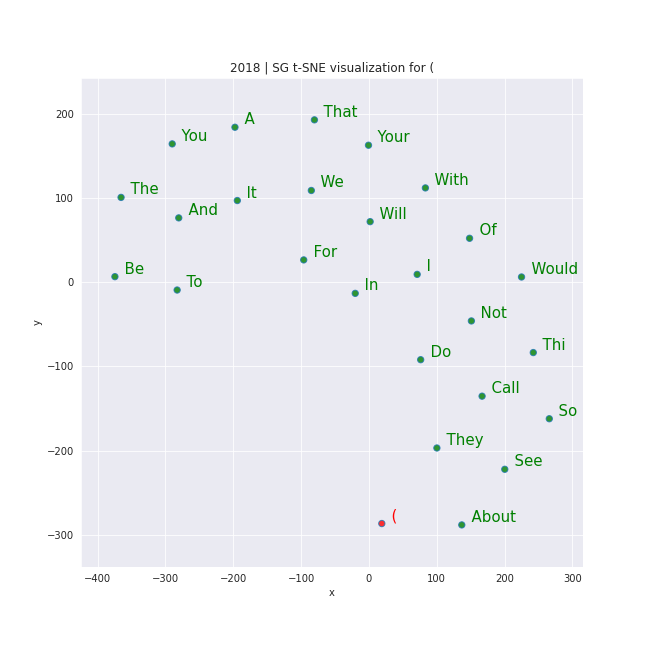 2018 | SG t-SNE visualization for (
200
100
0
−100
−200
−300
y
That
A
You
Your
We
With
The
It
And
Will
Of
For
I
Be
To
In
Would
Not
Do
Thi
Call
So
They
See
(
About
−400
−300
−200
−100
0
100
200
300
x